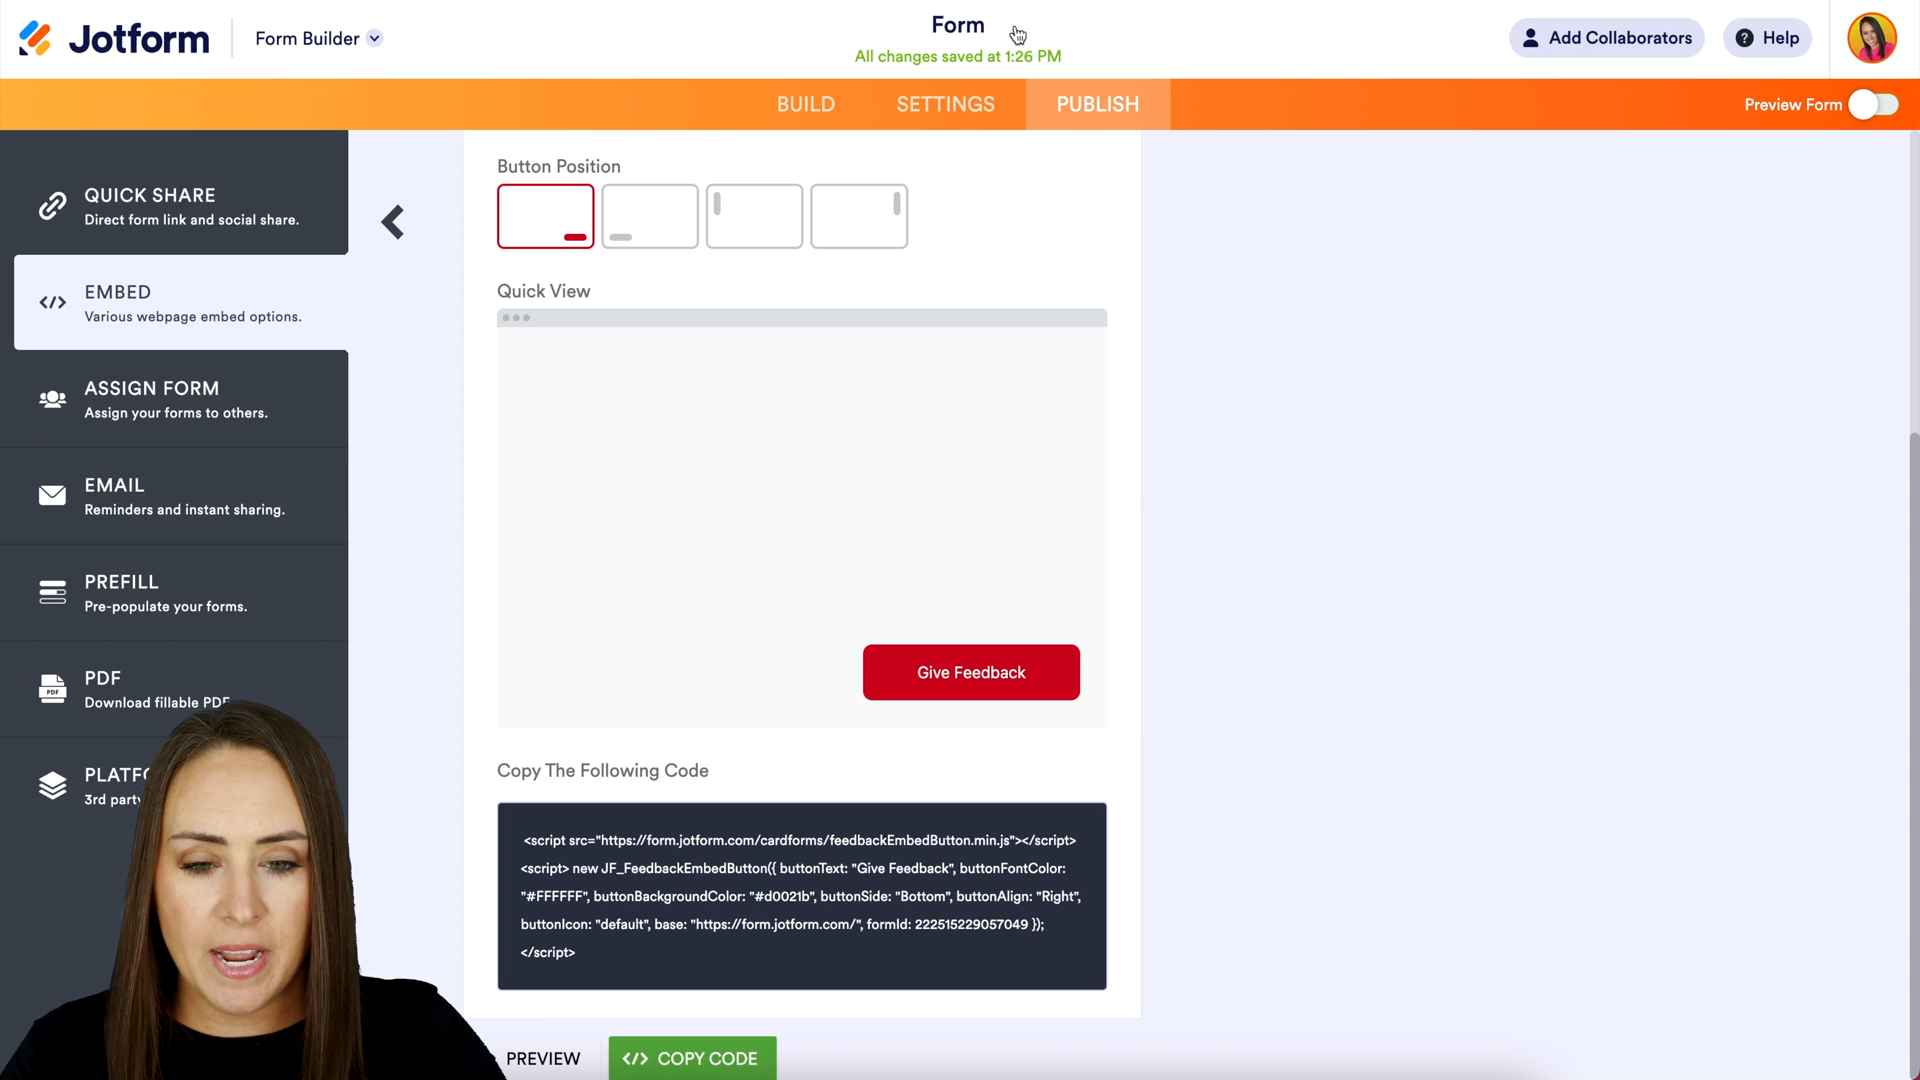 Jotform
Form Builder
Form
All changes saved at 1:26 PM
Add Collaborators
Help
BUILD
SETTINGS
PUBLISH
Preview Form
QUICK SHARE
Direct form link and social share.
EMBED
Various webpage embed options.
ASSIGN FORM
Assign your forms to others.
EMAIL
Reminders and instant sharing.
PREFILL
Pre-populate your forms.
PDF
PDF
Download fillable PDF
3rd party
Button Position
Quick View
Give Feedback
Copy The Following Code
<script src="https://form.jotform.com/cardforms/feedbackEmbedButton.min.js"></script>
<script> new JF_FeedbackEmbedButton({ buttonText: "Give Feedback", buttonFontColor:
"#FFFFFF", buttonBackgroundColor: "#d0021b", buttonSide: "Bottom", buttonAlign: "Right",
buttonIcon: "default", base: "https://form.jotform.com/", formId: 222515229057049 });
</script>
PREVIEW
</> COPY CODE